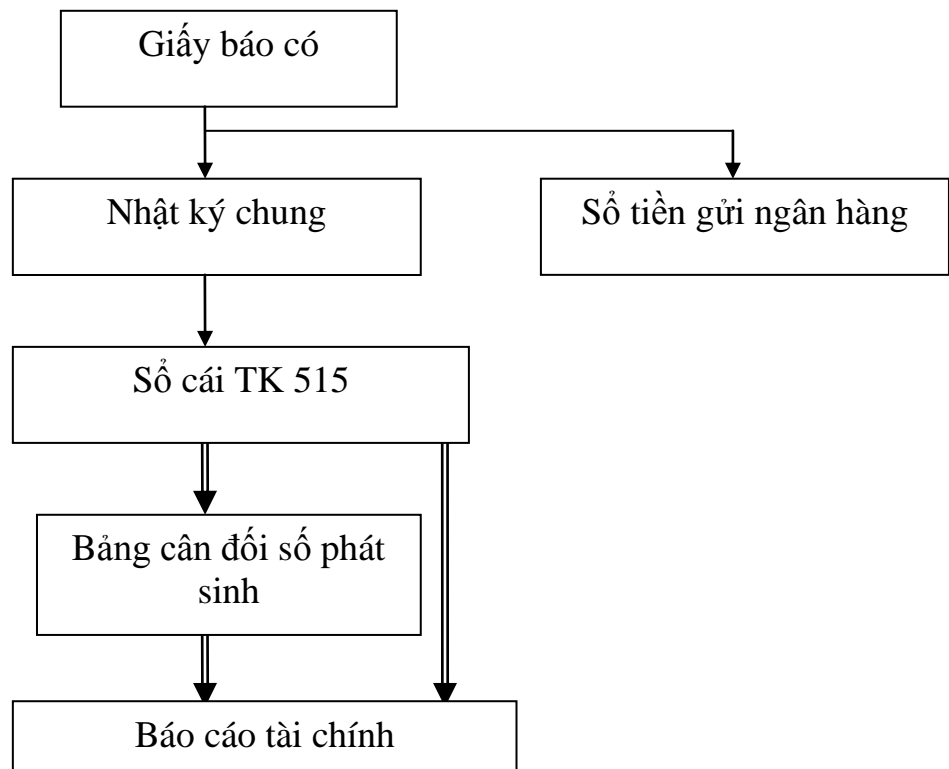 Giấy báo có
Nhật ký chung
Sổ tiền gửi ngân hàng
Sổ cái TK 515
Bảng cân đối số phát
sinh
Báo cáo tài chính